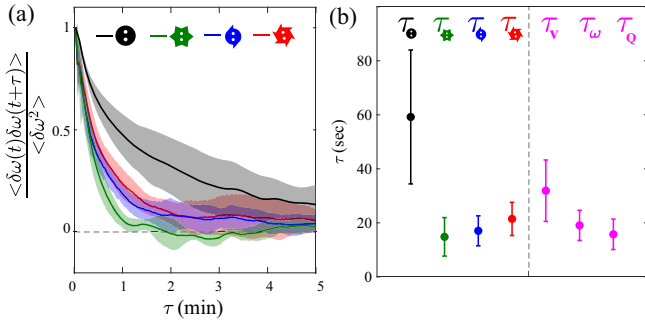 (a)
<δω(t)δω(t+τ)>
<δω²>
1
0.5
0
0 1 2 3 4 5
τ (min)
(b)
τ τ τ τ τ_V τ_ω τ_Q
τ (sec)
80
60
40
20
0